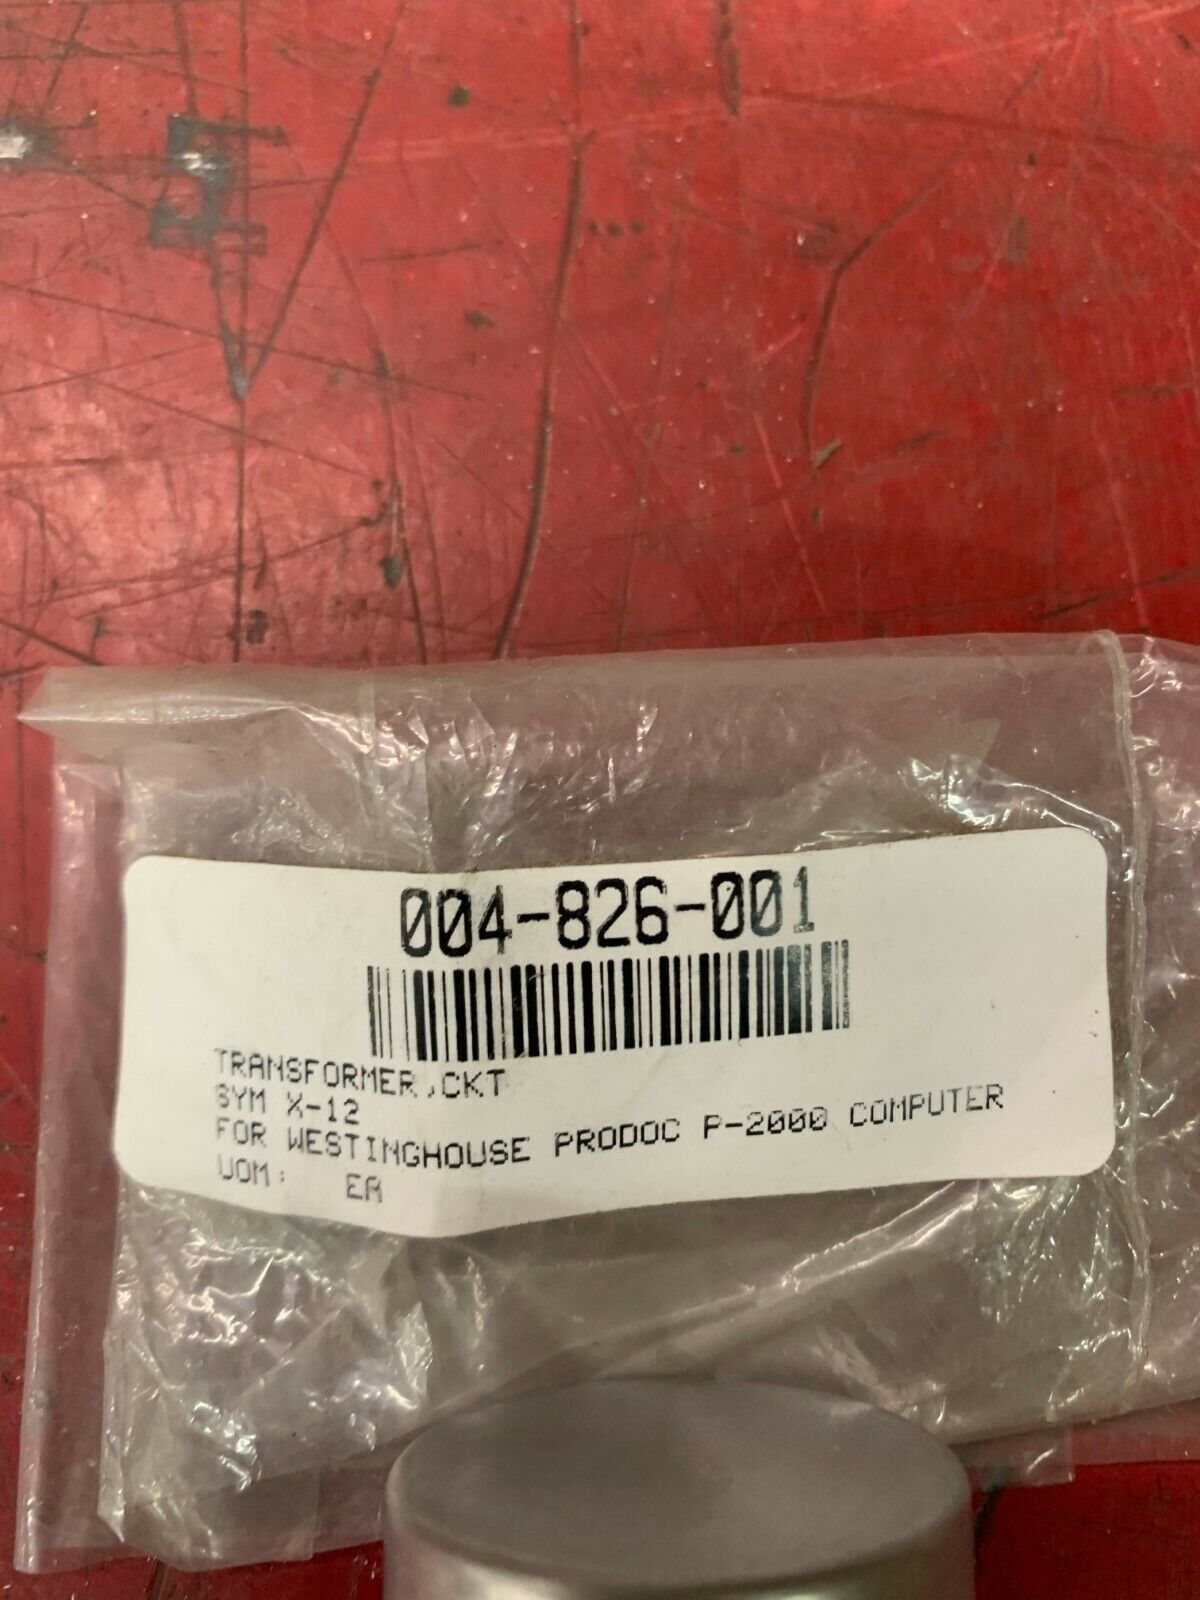 004-826-001
TRANSFORMER,CKT
SYM X-12
FOR WESTINGHOUSE PRODOC P-2000 COMPUTER
UOM: EA